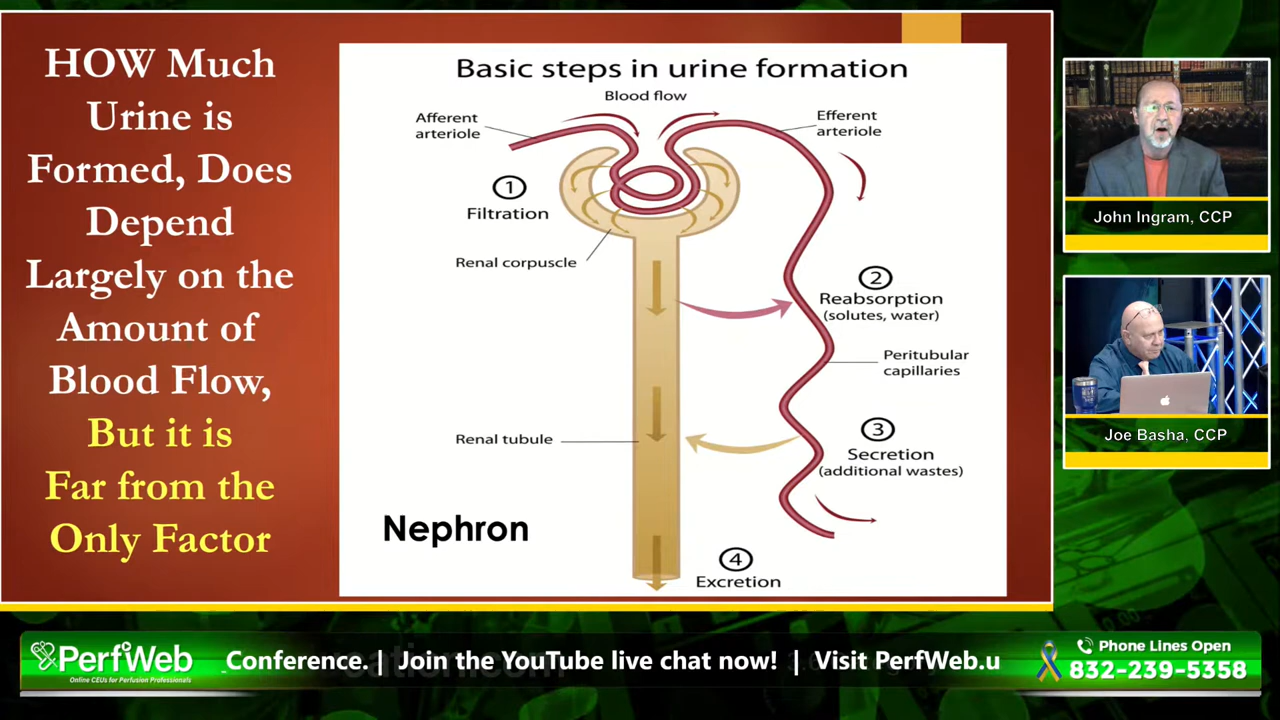 HOW Much
Urine is
Formed, Does
Depend
Largely on the
Amount of
Blood Flow,
But it is
Far from the
Only Factor
Basic steps in urine formation
Blood flow
Afferent
arteriole
Efferent
arteriole
1
Filtration
Renal corpuscle
2
Reabsorption
(solutes, water)
Peritubular
capillaries
Renal tubule
3
Secretion
(additional wastes)
Nephron
4
Excretion
John Ingram, CCP
Joe Basha, CCP
PerfWeb
Online CEUs for Perfusion Professionals
Conference. | Join the YouTube live chat now! | Visit PerfWeb.u
Phone Lines Open
832-239-5358